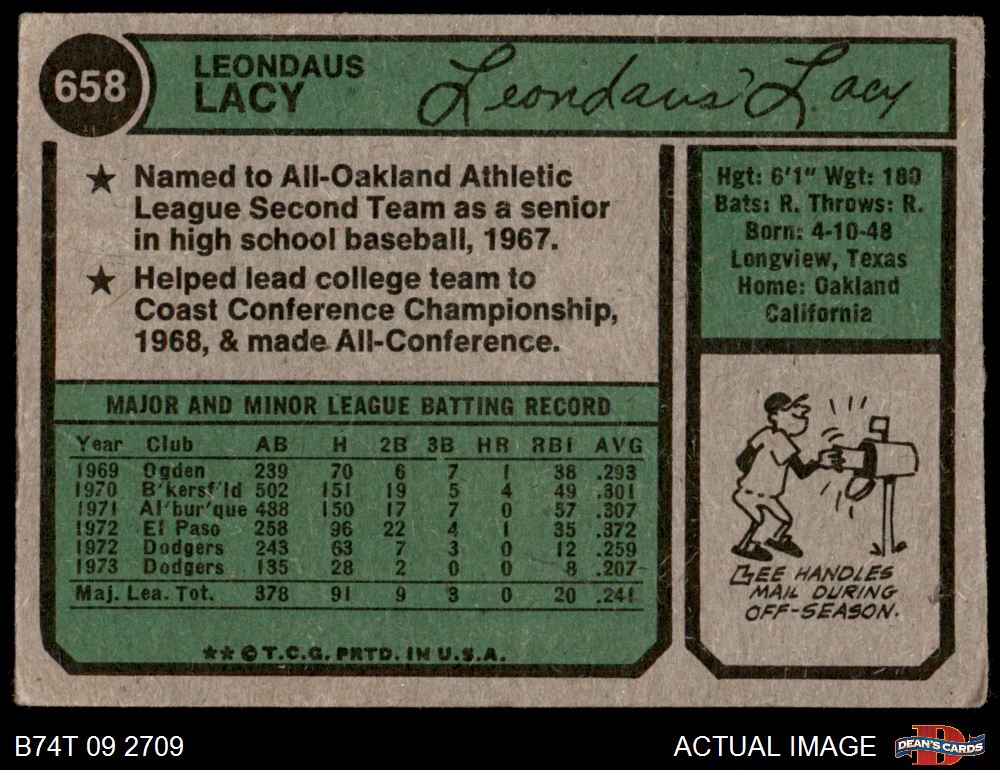 658
LEONDAUS
LACY
Leondaus Lacy
★ Named to All-Oakland Athletic
League Second Team as a senior
in high school baseball, 1967.
★ Helped lead college team to
Coast Conference Championship,
1968, & made All-Conference.
Hgt: 6'1" Wgt: 180
Bats: R. Throws: R.
Born: 4-10-48
Longview, Texas
Home: Oakland
California
MAJOR AND MINOR LEAGUE BATTING RECORD
Year Club AB H 2B 3B HR RBI AVG
1969 Ogden 239 70 6 7 1 38 .293
1970 B'kersf'ld 502 151 19 5 4 49 .301
1971 Al'bur'que 488 150 17 7 0 57 .307
1972 El Paso 258 96 22 4 1 35 .372
1972 Dodgers 243 63 7 3 0 12 .259
1973 Dodgers 135 28 2 0 0 8 .207
Maj. Lea. Tot. 378 91 9 3 0 20 .241
★★ © T.C.G. PRTD. IN U.S.A.
LEE HANDLES
MAIL DURING
OFF-SEASON.
B74T 09 2709
ACTUAL IMAGE
D
DEAN'S CARDS